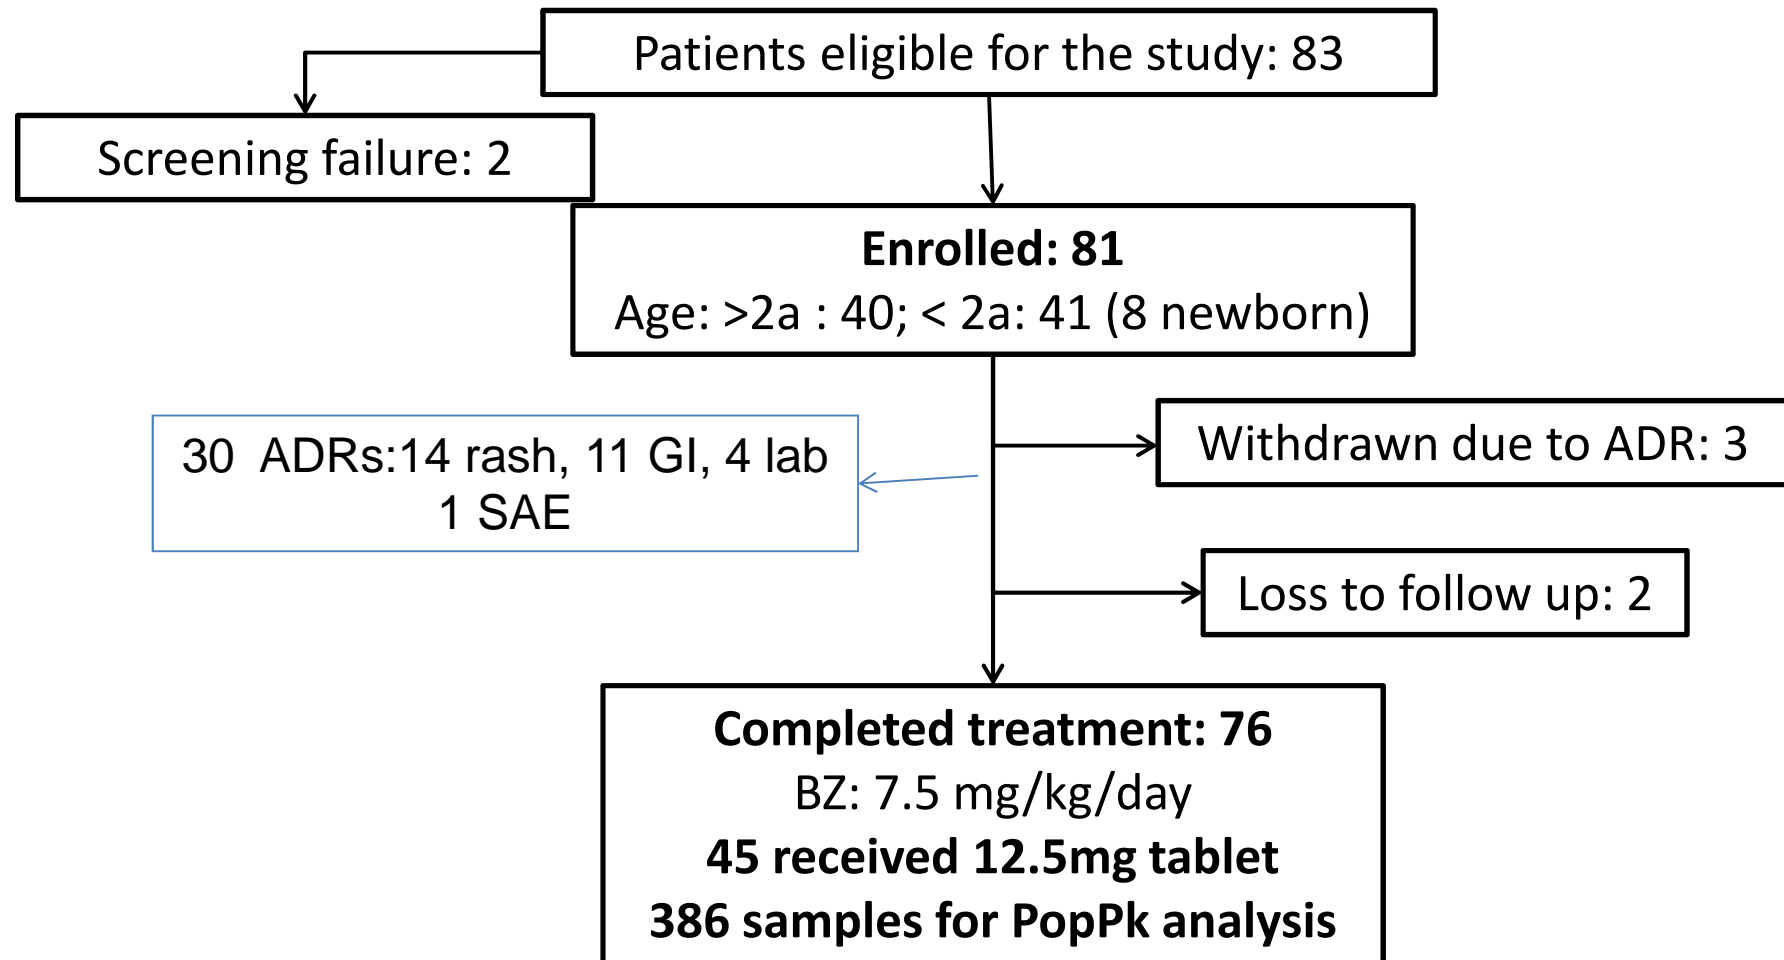 Patients eligible for the study: 83
Screening failure: 2
Enrolled: 81
Age: >2a : 40; < 2a: 41 (8 newborn)
30 ADRs:14 rash, 11 GI, 4 lab
1 SAE
Withdrawn due to ADR: 3
Loss to follow up: 2
Completed treatment: 76
BZ: 7.5 mg/kg/day
45 received 12.5mg tablet
386 samples for PopPk analysis